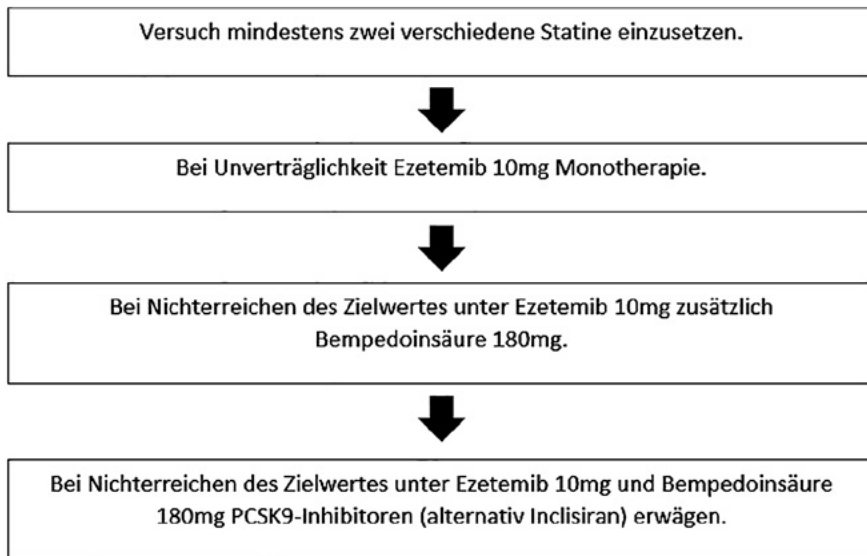 Versuch mindestens zwei verschiedene Statine einzusetzen.
Bei Unverträglichkeit Ezetemib 10mg Monotherapie.
Bei Nichterreichen des Zielwertes unter Ezetemib 10mg zusätzlich
Bempedoinsäure 180mg.
Bei Nichterreichen des Zielwertes unter Ezetemib 10mg und Bempedoinsäure
180mg PCSK9-Inhibitoren (alternativ Inclisiran) erwägen.